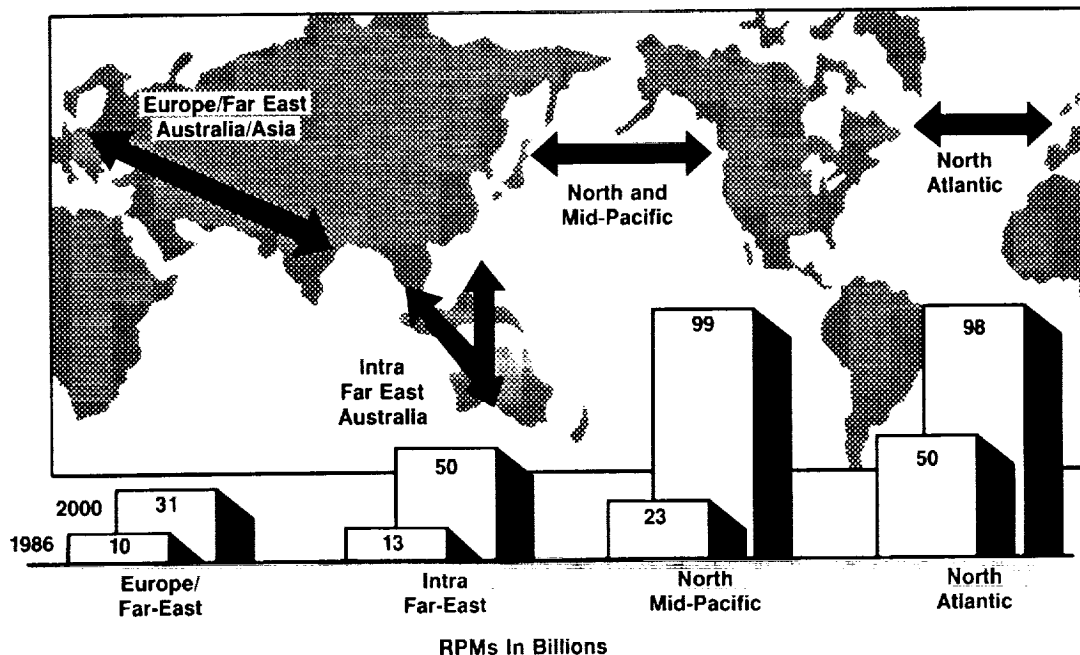 Europe/Far East
Australia/Asia
North and
Mid-Pacific
North
Atlantic
Intra
Far East
Australia
99
98
50
50
2000
31
23
1986
10
13
Europe/
Far-East
Intra
Far-East
North
Mid-Pacific
North
Atlantic
RPMs In Billions